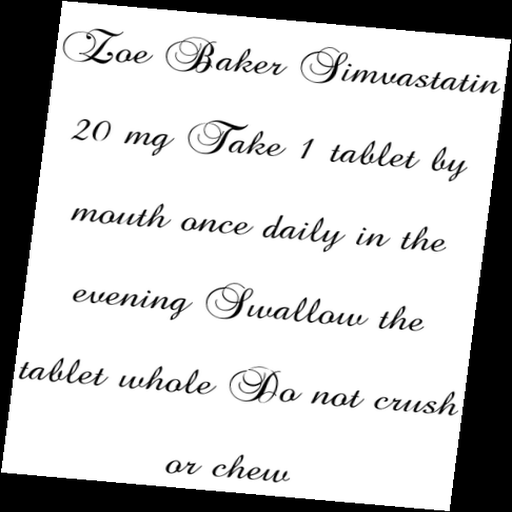 Zoe Baker Simvastatin
20 mg Take 1 tablet by
mouth once daily in the
evening Swallow the
tablet whole Do not crush
or chew